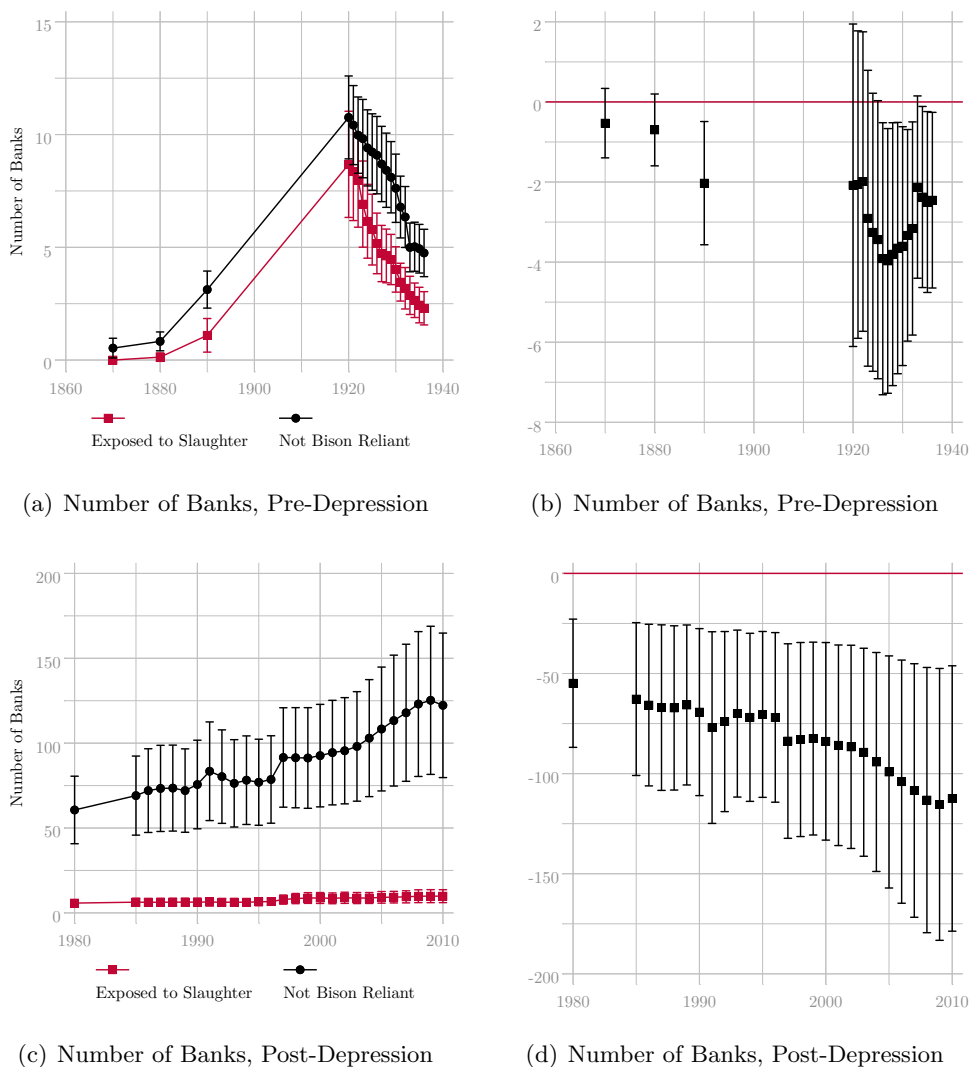 15
10
5
0
Number of Banks
1860 1880 1900 1920 1940
Exposed to Slaughter Not Bison Reliant
(a) Number of Banks, Pre-Depression
2
0
-2
-4
-6
-8
1860 1880 1900 1920 1940
(b) Number of Banks, Pre-Depression
200
150
100
50
0
Number of Banks
1980 1990 2000 2010
Exposed to Slaughter Not Bison Reliant
(c) Number of Banks, Post-Depression
0
-50
-100
-150
-200
1980 1990 2000 2010
(d) Number of Banks, Post-Depression